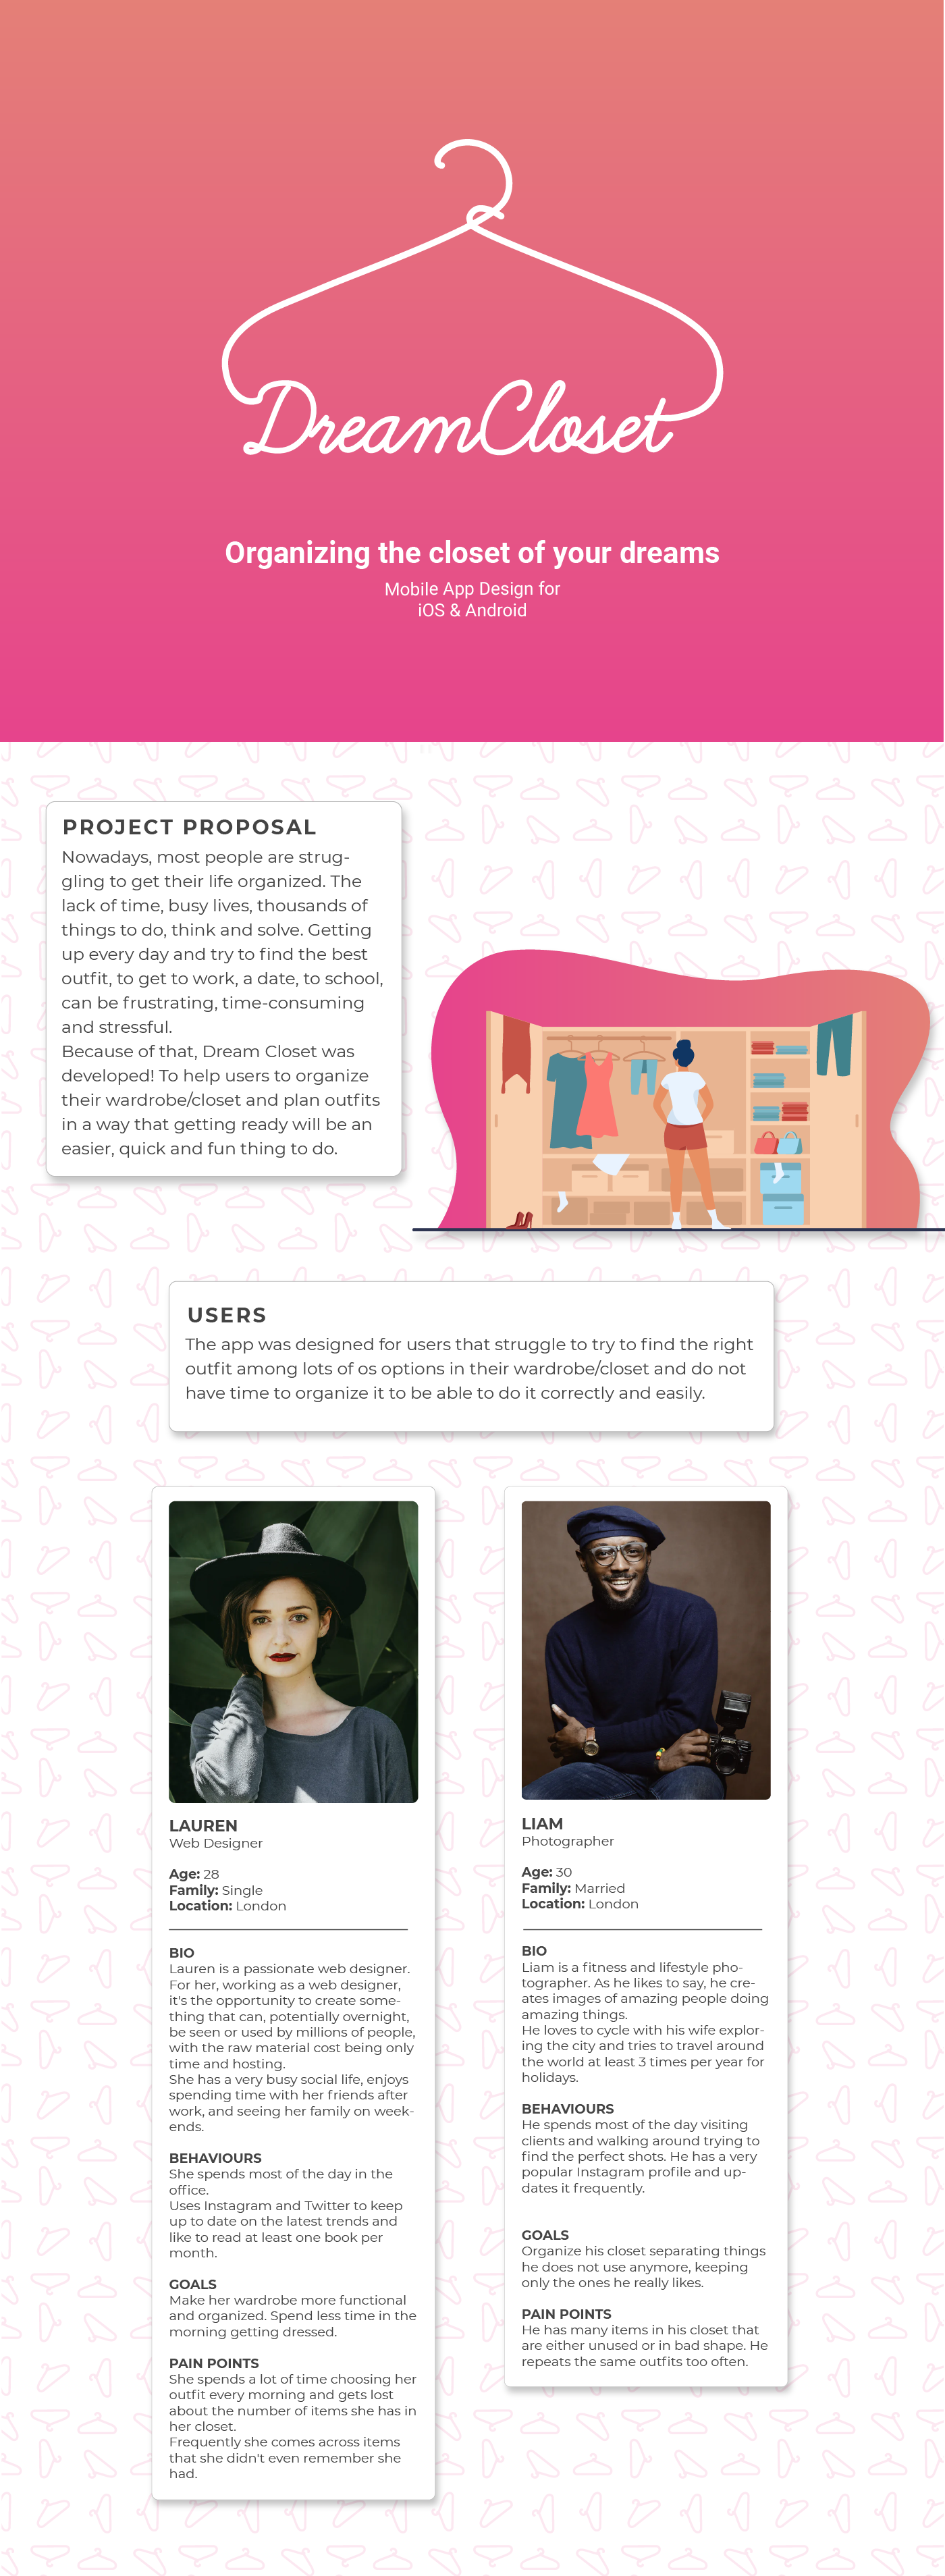 DreamCloset
Organizing the closet of your dreams
Mobile App Design for
iOS & Android
PROJECT PROPOSAL
Nowadays, most people are strug-
gling to get their life organized. The
lack of time, busy lives, thousands of
things to do, think and solve. Getting
up every day and try to find the best
outfit, to get to work, a date, to school,
can be frustrating, time-consuming
and stressful.
Because of that, Dream Closet was
developed! To help users to organize
their wardrobe/closet and plan outfits
in a way that getting ready will be an
easier, quick and fun thing to do.
USERS
The app was designed for users that struggle to try to find the right
outfit among lots of os options in their wardrobe/closet and do not
have time to organize it to be able to do it correctly and easily.
LAUREN
Web Designer
Age: 28
Family: Single
Location: London
BIO
Lauren is a passionate web designer.
For her, working as a web designer,
it's the opportunity to create some-
thing that can, potentially overnight,
be seen or used by millions of people,
with the raw material cost being only
time and hosting.
She has a very busy social life, enjoys
spending time with her friends after
work, and seeing her family on week-
ends.
BEHAVIOURS
She spends most of the day in the
office.
Uses Instagram and Twitter to keep
up to date on the latest trends and
like to read at least one book per
month.
GOALS
Make her wardrobe more functional
and organized. Spend less time in the
morning getting dressed.
PAIN POINTS
She spends a lot of time choosing her
outfit every morning and gets lost
about the number of items she has in
her closet.
Frequently she comes across items
that she didn't even remember she
had.
LIAM
Photographer
Age: 30
Family: Married
Location: London
BIO
Liam is a fitness and lifestyle pho-
tographer. As he likes to say, he cre-
ates images of amazing people doing
amazing things.
He loves to cycle with his wife explor-
ing the city and tries to travel around
the world at least 3 times per year for
holidays.
BEHAVIOURS
He spends most of the day visiting
clients and walking around trying to
find the perfect shots. He has a very
popular Instagram profile and up-
dates it frequently.
GOALS
Organize his closet separating things
he does not use anymore, keeping
only the ones he really likes.
PAIN POINTS
He has many items in his closet that
are either unused or in bad shape. He
repeats the same outfits too often.